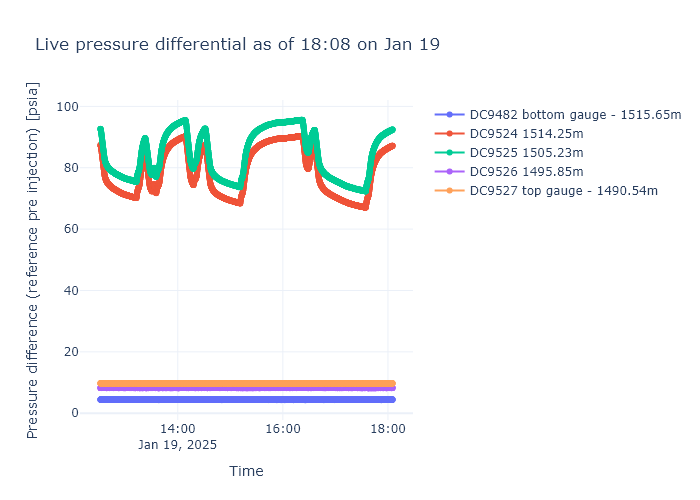 Live pressure differential as of 18:08 on Jan 19
Pressure difference (reference pre injection) [psia]
100
80
60
40
20
0
14:00
Jan 19, 2025
16:00
18:00
Time
DC9482 bottom gauge - 1515.65m
DC9524 1514.25m
DC9525 1505.23m
DC9526 1495.85m
DC9527 top gauge - 1490.54m